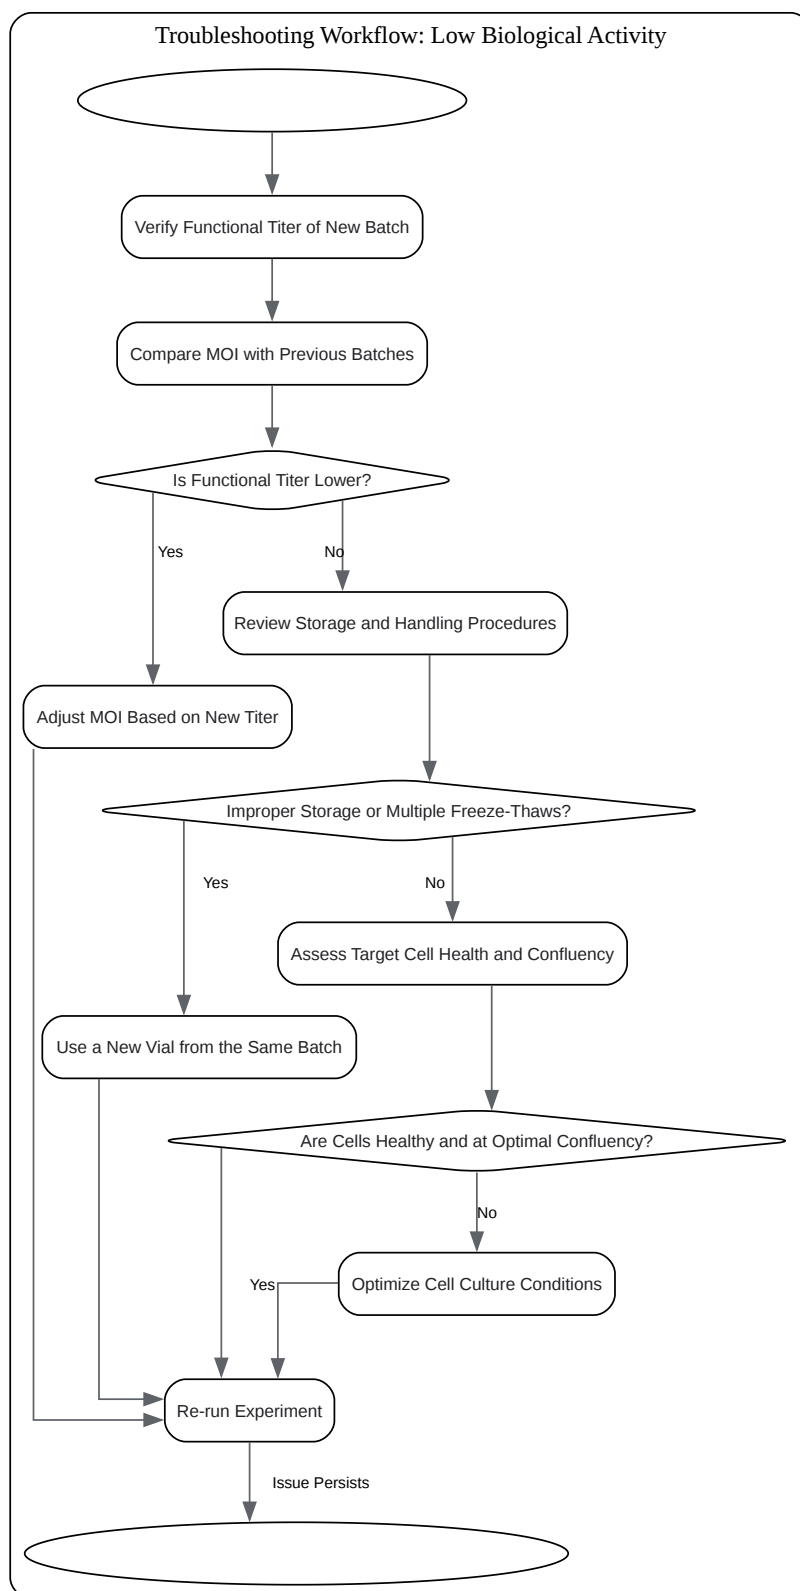 Troubleshooting Workflow: Low Biological Activity
Verify Functional Titer of New Batch
Compare MOI with Previous Batches
Is Functional Titer Lower?
Yes
No
Review Storage and Handling Procedures
Adjust MOI Based on New Titer
Improper Storage or Multiple Freeze-Thaws?
Yes
No
Assess Target Cell Health and Confluency
Use a New Vial from the Same Batch
Are Cells Healthy and at Optimal Confluency?
No
Yes
Optimize Cell Culture Conditions
Re-run Experiment
Issue Persists